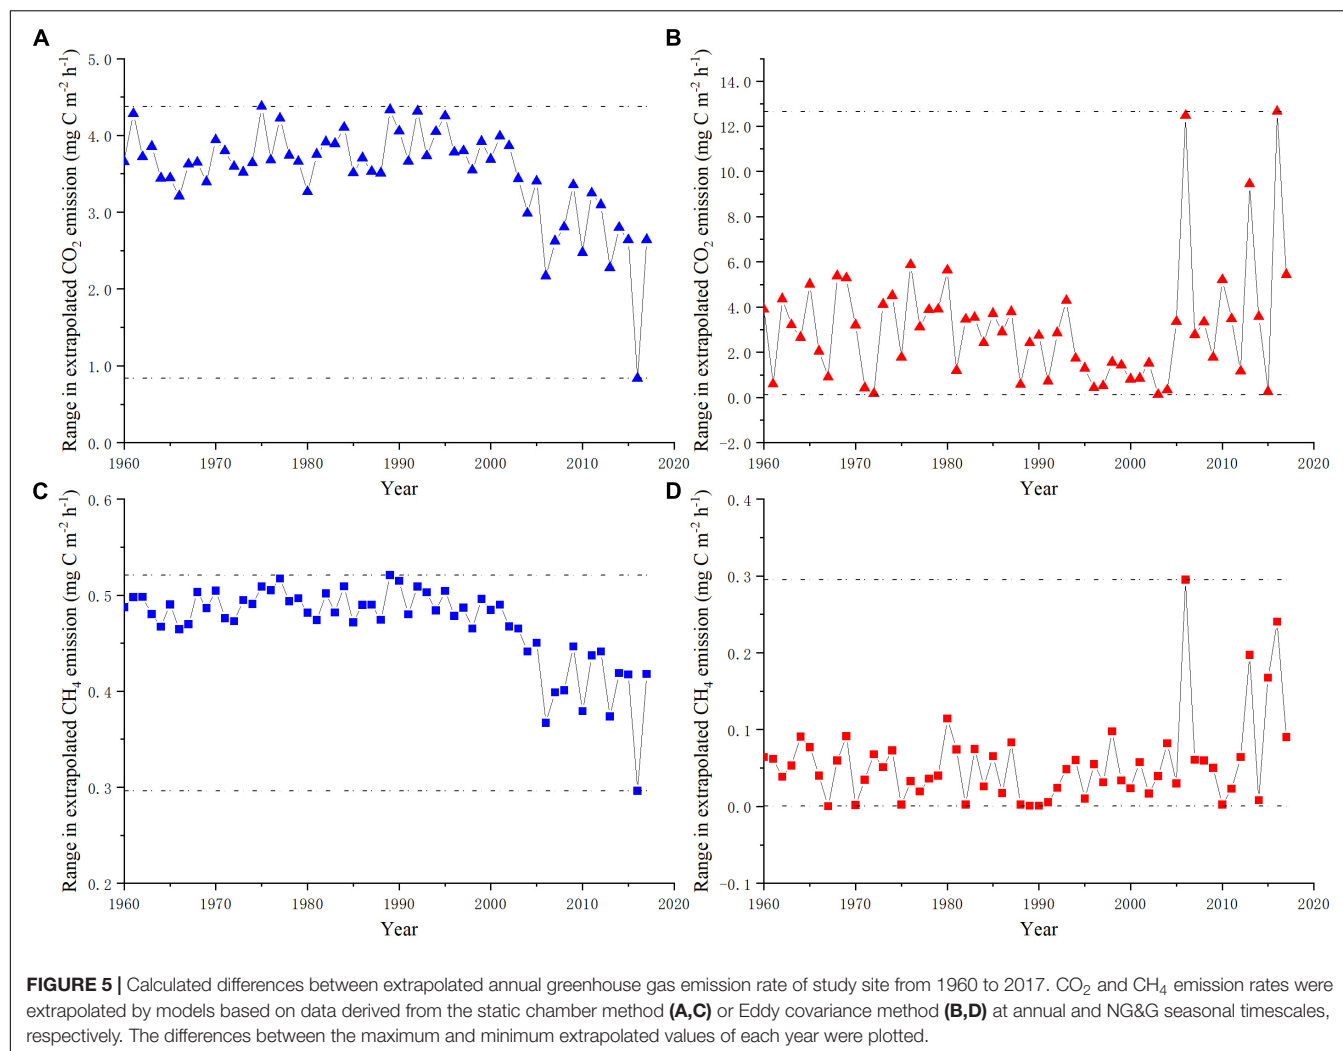 A
Range in extrapolated CO2 emission (mg C m-2 h-1)
5.0
4.0
3.0
2.0
1.0
0.0
1960 1970 1980 1990 2000 2010 2020
Year
B
Range in extrapolated CO2 emission (mg C m-2 h-1)
14.0
12.0
10.0
8.0
6.0
4.0
2.0
0.0
-2.0
1960 1970 1980 1990 2000 2010 2020
Year
C
Range in extrapolated CH4 emission (mg C m-2 h-1)
0.6
0.5
0.4
0.3
0.2
1960 1970 1980 1990 2000 2010 2020
Year
D
Range in extrapolated CH4 emission (mg C m-2 h-1)
0.4
0.3
0.2
0.1
0.0
-0.1
1960 1970 1980 1990 2000 2010 2020
Year
FIGURE 5 | Calculated differences between extrapolated annual greenhouse gas emission rate of study site from 1960 to 2017. CO2 and CH4 emission rates were
extrapolated by models based on data derived from the static chamber method (A,C) or Eddy covariance method (B,D) at annual and NG&G seasonal timescales,
respectively. The differences between the maximum and minimum extrapolated values of each year were plotted.